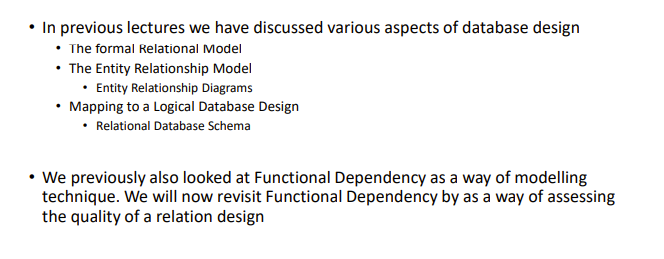 • In previous lectures we have discussed various aspects of database design
• The formal Relational Model
• The Entity Relationship Model
• Entity Relationship Diagrams
• Mapping to a Logical Database Design
• Relational Database Schema
• We previously also looked at Functional Dependency as a way of modelling
technique. We will now revisit Functional Dependency by as a way of assessing
the quality of a relation design